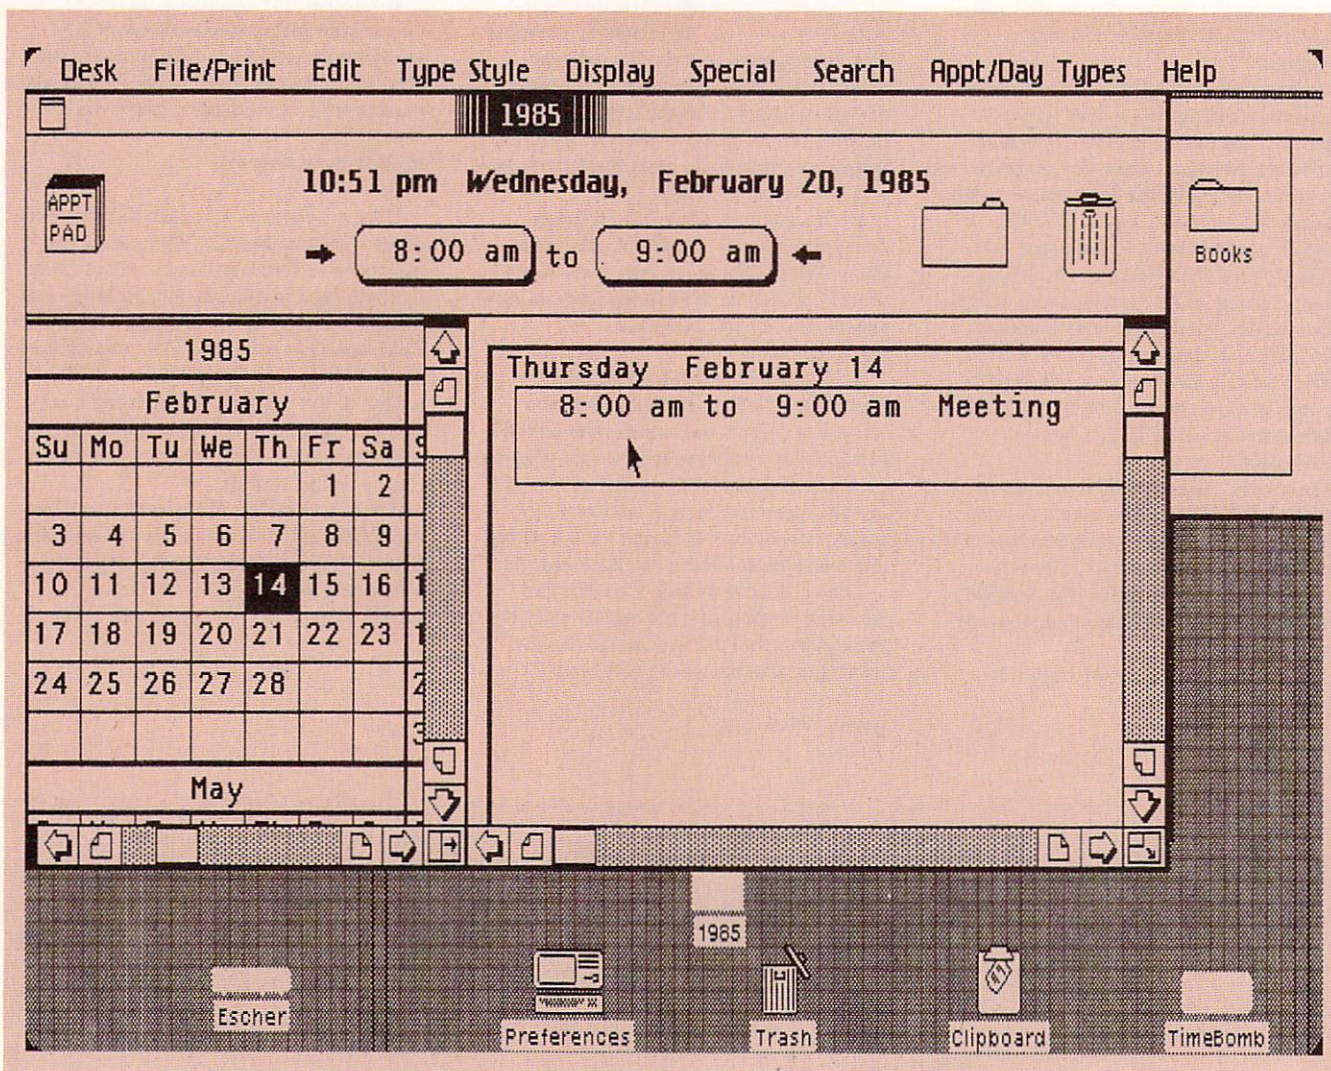 Desk File/Print Edit Type Style Display Special Search Appt/Day Types Help
1985
10:51 pm Wednesday, February 20, 1985
APPT
PAD
8:00 am to 9:00 am
Books
1985
February
Su Mo Tu We Th Fr Sa S
1 2
3 4 5 6 7 8 9
10 11 12 13 14 15 16 1
17 18 19 20 21 22 23 1
24 25 26 27 28 2
3
May
Thursday February 14
8:00 am to 9:00 am Meeting
1985
Escher
Preferences
Trash
Clipboard
TimeBomb